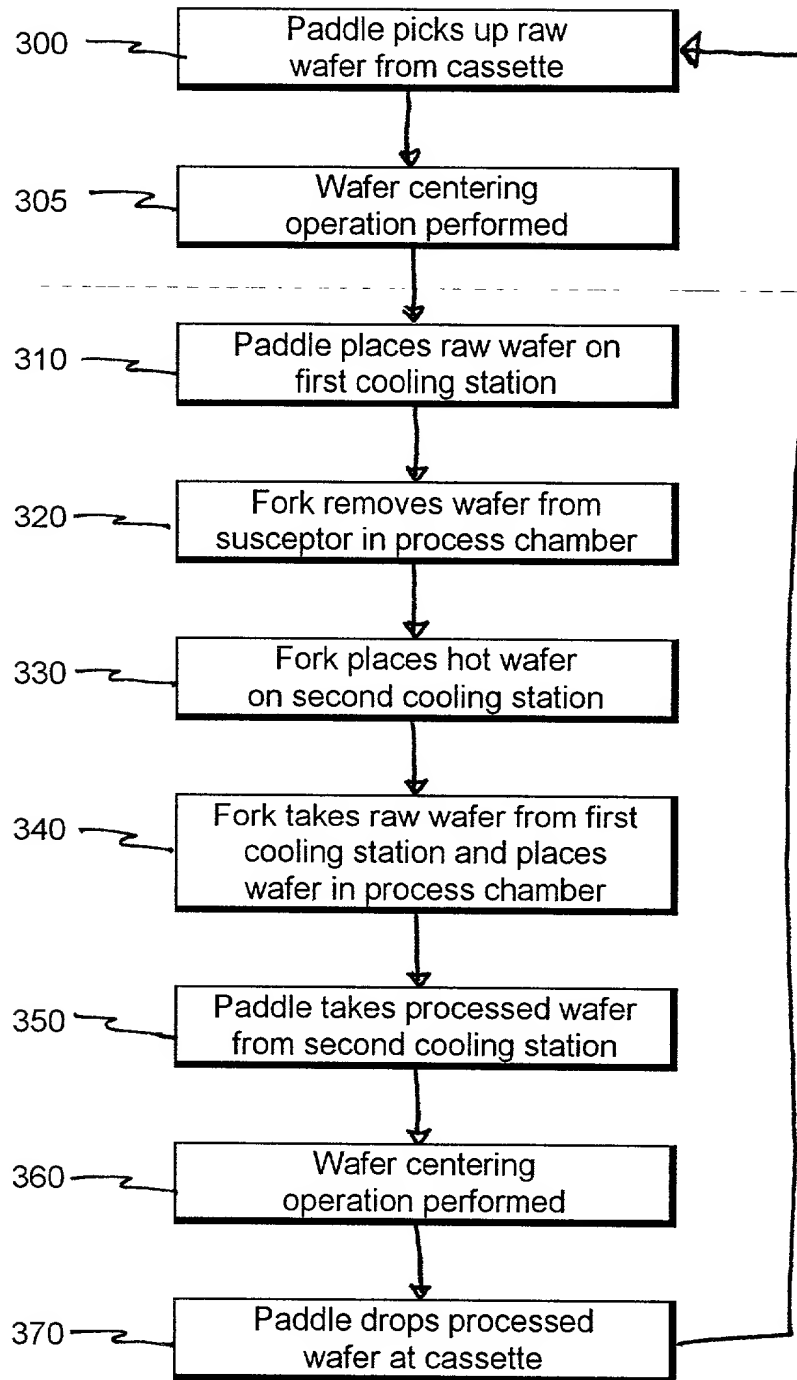 300
Paddle picks up raw
wafer from cassette
305
Wafer centering
operation performed
310
Paddle places raw wafer on
first cooling station
320
Fork removes wafer from
susceptor in process chamber
330
Fork places hot wafer
on second cooling station
340
Fork takes raw wafer from first
cooling station and places
wafer in process chamber
350
Paddle takes processed wafer
from second cooling station
360
Wafer centering
operation performed
370
Paddle drops processed
wafer at cassette